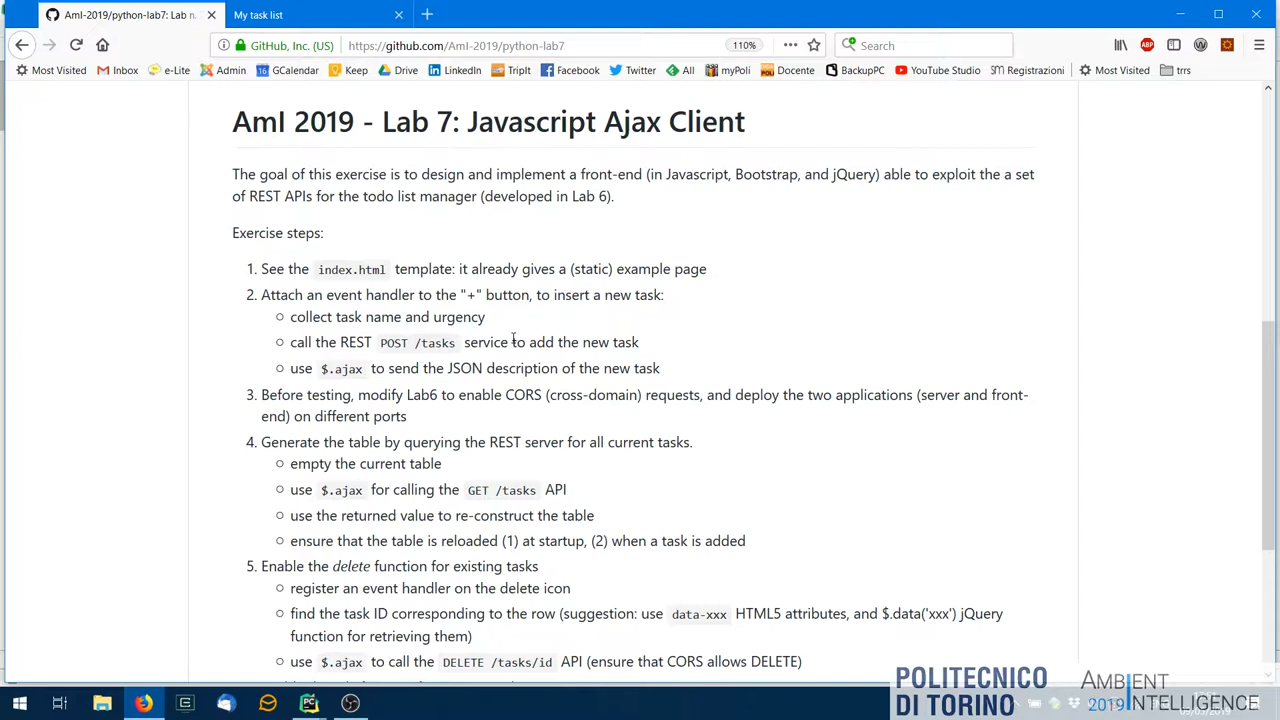 AmI-2019/python-lab7: Lab n
My task list
GitHub, Inc. (US)
https://github.com/AmI-2019/python-lab7
110%
Search
Most Visited
Inbox
e-Lite
Admin
GCalendar
Keep
Drive
LinkedIn
TripIt
Facebook
Twitter
All
myPoli
Docente
BackupPC
YouTube Studio
Registrazioni
Most Visited
trrs
AmI 2019 - Lab 7: Javascript Ajax Client
The goal of this exercise is to design and implement a front-end (in Javascript, Bootstrap, and jQuery) able to exploit the a set
of REST APIs for the todo list manager (developed in Lab 6).
Exercise steps:
1. See the index.html template: it already gives a (static) example page
2. Attach an event handler to the "+" button, to insert a new task:
collect task name and urgency
call the REST POST /tasks service to add the new task
use $.ajax to send the JSON description of the new task
3. Before testing, modify Lab6 to enable CORS (cross-domain) requests, and deploy the two applications (server and front-
end) on different ports
4. Generate the table by querying the REST server for all current tasks.
empty the current table
use $.ajax for calling the GET /tasks API
use the returned value to re-construct the table
ensure that the table is reloaded (1) at startup, (2) when a task is added
5. Enable the delete function for existing tasks
register an event handler on the delete icon
find the task ID corresponding to the row (suggestion: use data-xxx HTML5 attributes, and $.data('xxx') jQuery
function for retrieving them)
use $.ajax to call the DELETE /tasks/id API (ensure that CORS allows DELETE)
POLITECNICO
DI TORINO
AMBIENT
2019 INTELLIGENCE